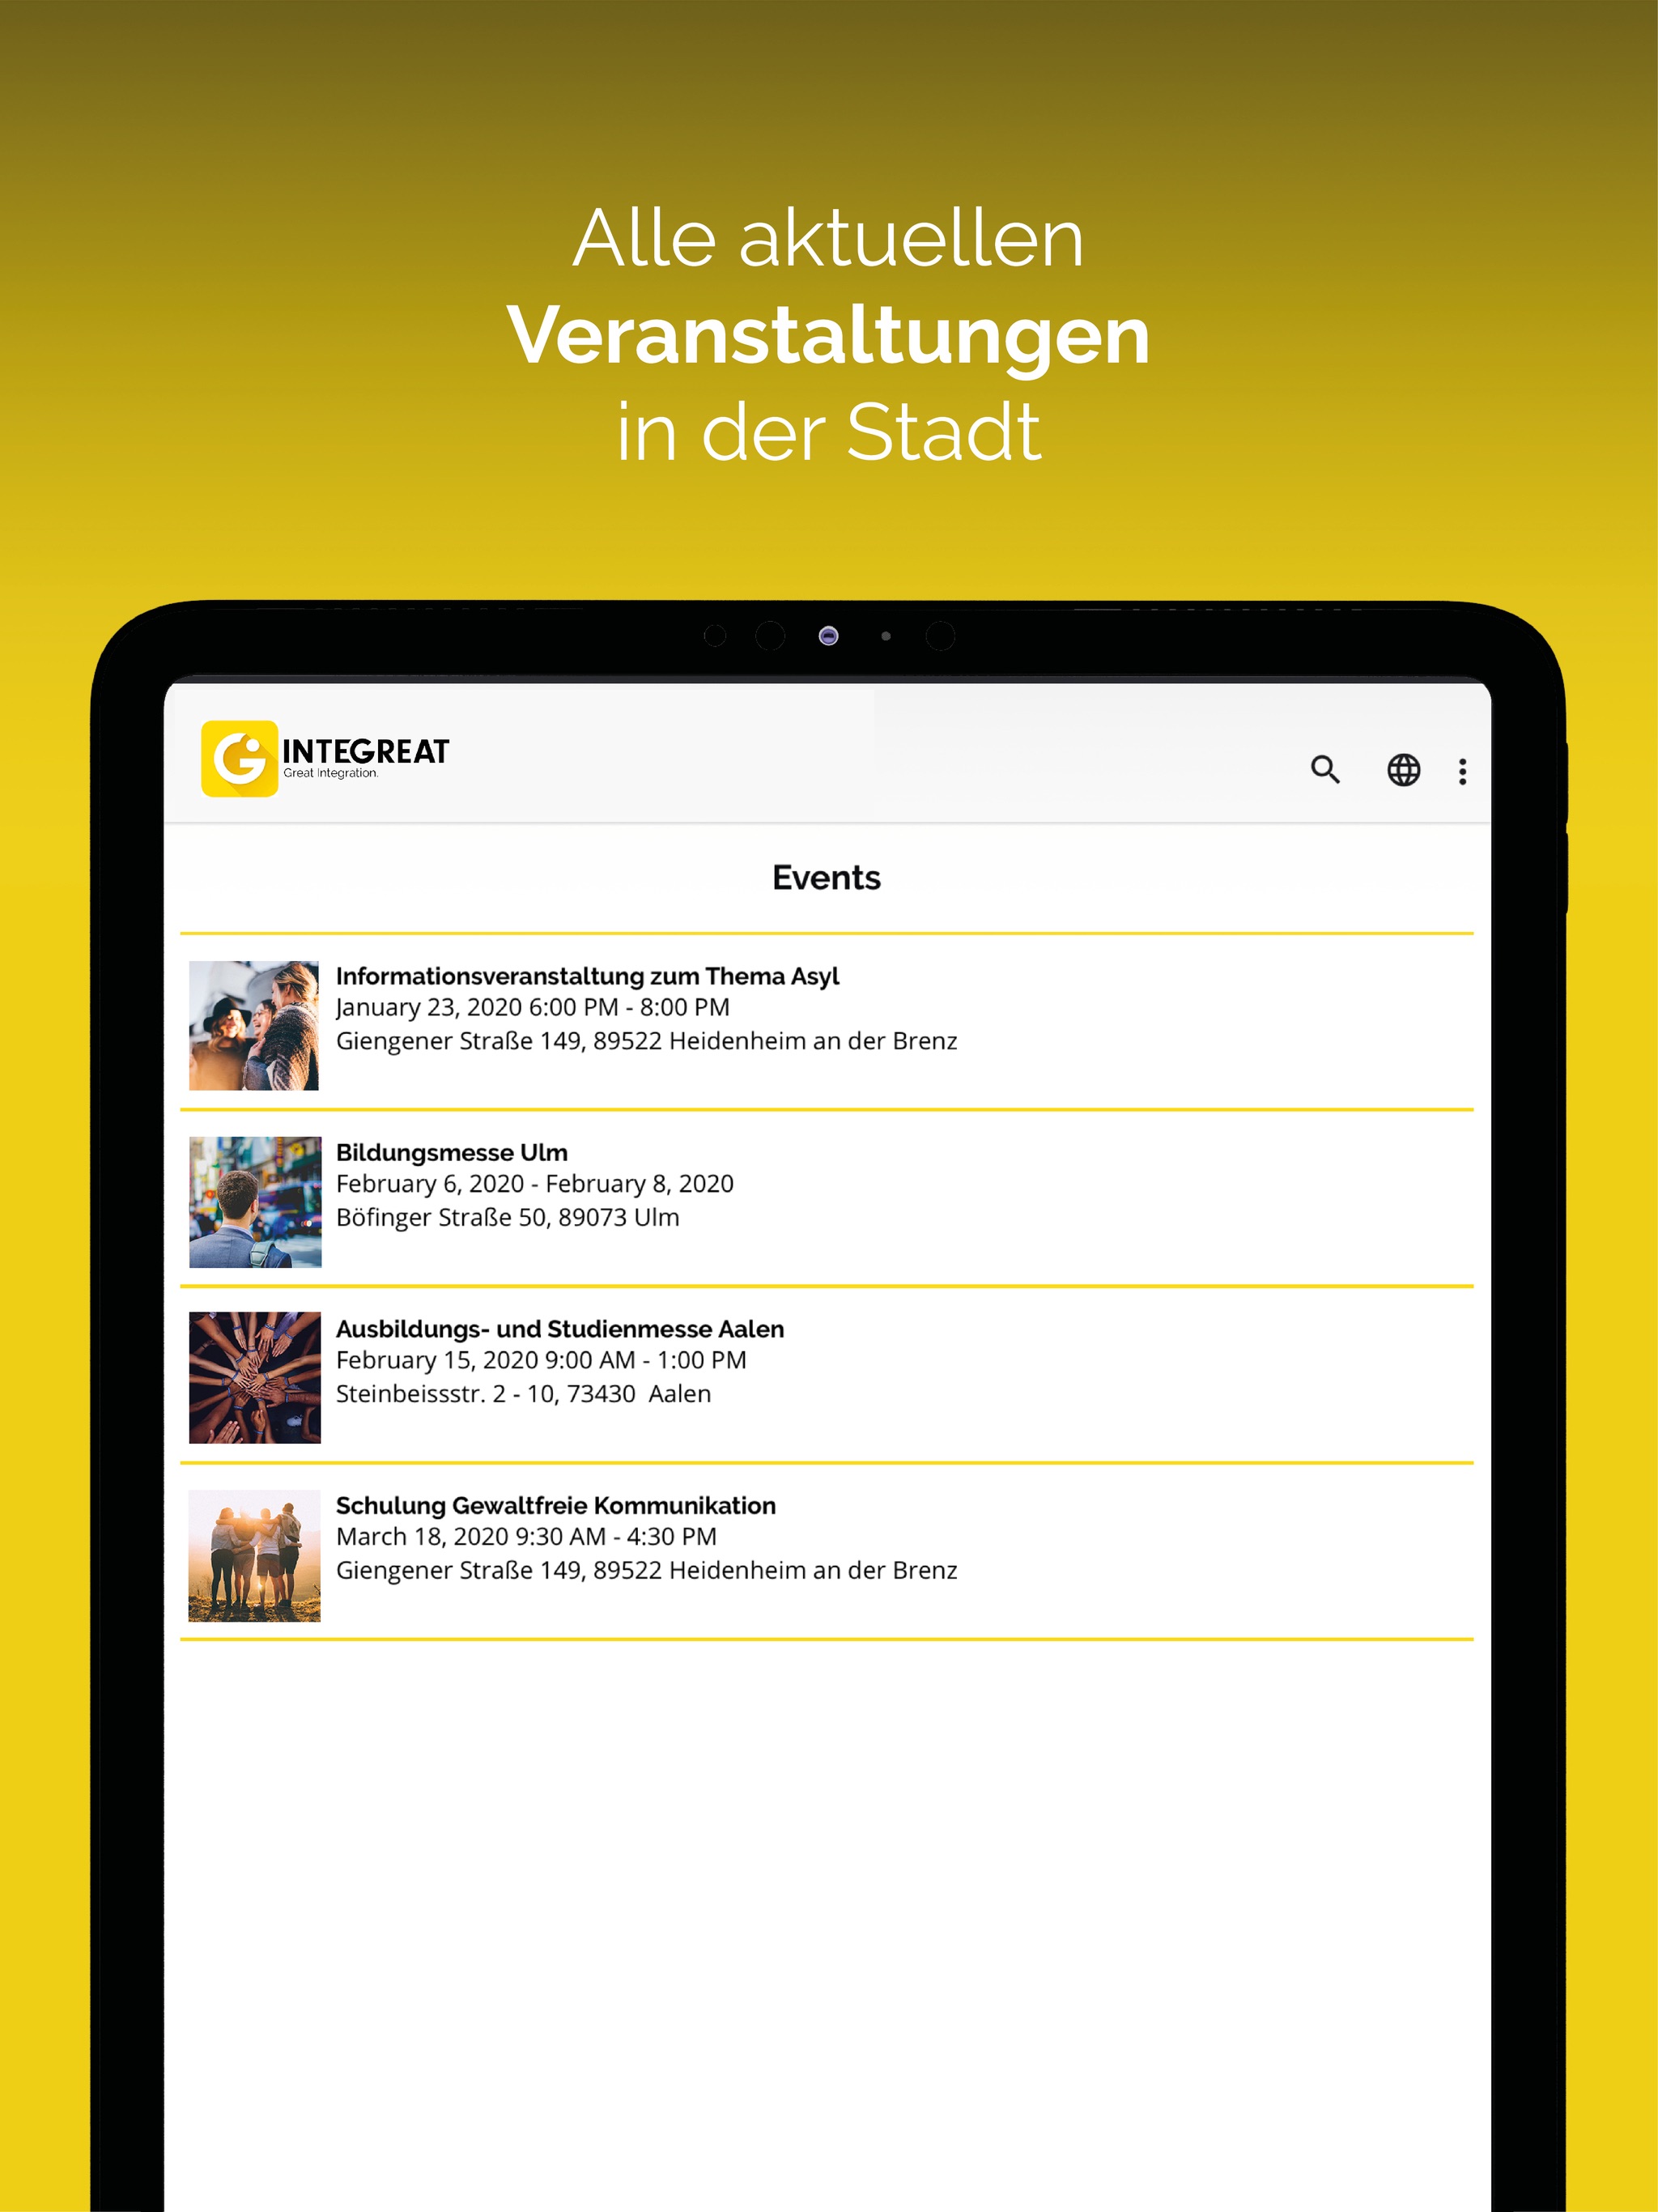 Alle aktuellen
Veranstaltungen
in der Stadt
INTEGREAT
Great Integration.
Events
Informationsveranstaltung zum Thema Asyl
January 23, 2020 6:00 PM - 8:00 PM
Giengener Straße 149, 89522 Heidenheim an der Brenz
Bildungsmesse Ulm
February 6, 2020 - February 8, 2020
Böfinger Straße 50, 89073 Ulm
Ausbildungs- und Studienmesse Aalen
February 15, 2020 9:00 AM - 1:00 PM
Steinbeissstr. 2 - 10, 73430  Aalen
Schulung Gewaltfreie Kommunikation
March 18, 2020 9:30 AM - 4:30 PM
Giengener Straße 149, 89522 Heidenheim an der Brenz